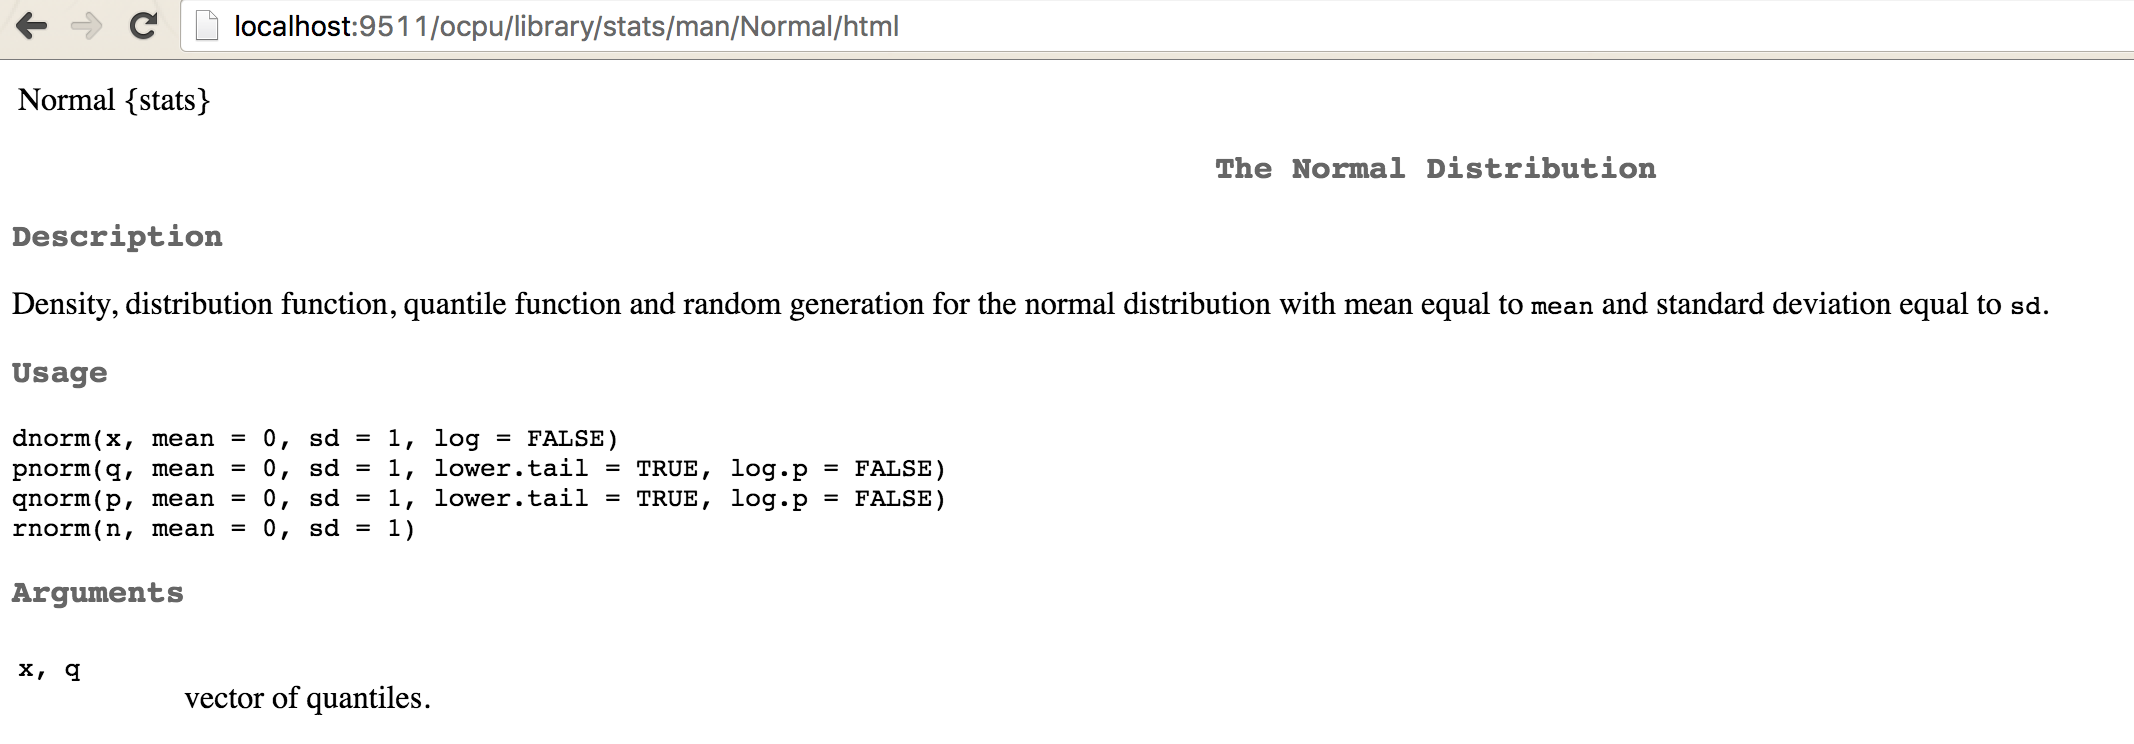 localhost:9511/ocpu/library/stats/man/Normal/html
Normal {stats}
The Normal Distribution
Description
Density, distribution function, quantile function and random generation for the normal distribution with mean equal to mean and standard deviation equal to sd.
Usage
dnorm(x, mean = 0, sd = 1, log = FALSE)
pnorm(q, mean = 0, sd = 1, lower.tail = TRUE, log.p = FALSE)
qnorm(p, mean = 0, sd = 1, lower.tail = TRUE, log.p = FALSE)
rnorm(n, mean = 0, sd = 1)
Arguments
x, q
vector of quantiles.